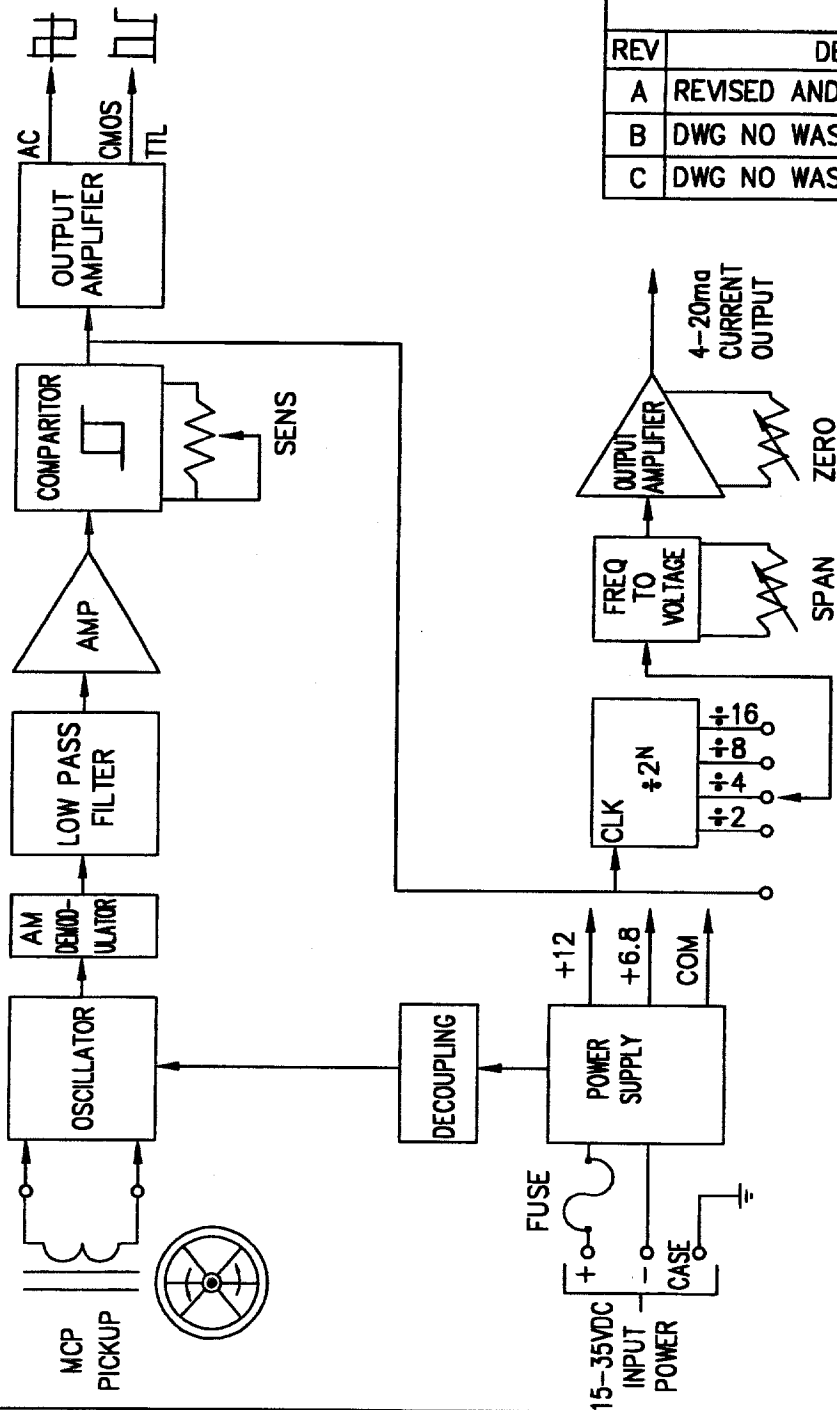 REV
DE
A
REVISED AND
B
DWG NO WAS
C
DWG NO WAS
MCP
PICKUP
OSCILLATOR
AM
DEMOD-
ULATOR
LOW PASS
FILTER
AMP
COMPARITOR
SENS
OUTPUT
AMPLIFIER
AC
CMOS
TTL
DECOUPLING
15-35VDC
INPUT
POWER
+
-
CASE
FUSE
POWER
SUPPLY
+12
+6.8
COM
CLK
÷2ᴺ
÷2
÷4
÷8
÷16
FREQ
TO
VOLTAGE
SPAN
OUTPUT
AMPLIFIER
ZERO
4-20ma
CURRENT
OUTPUT